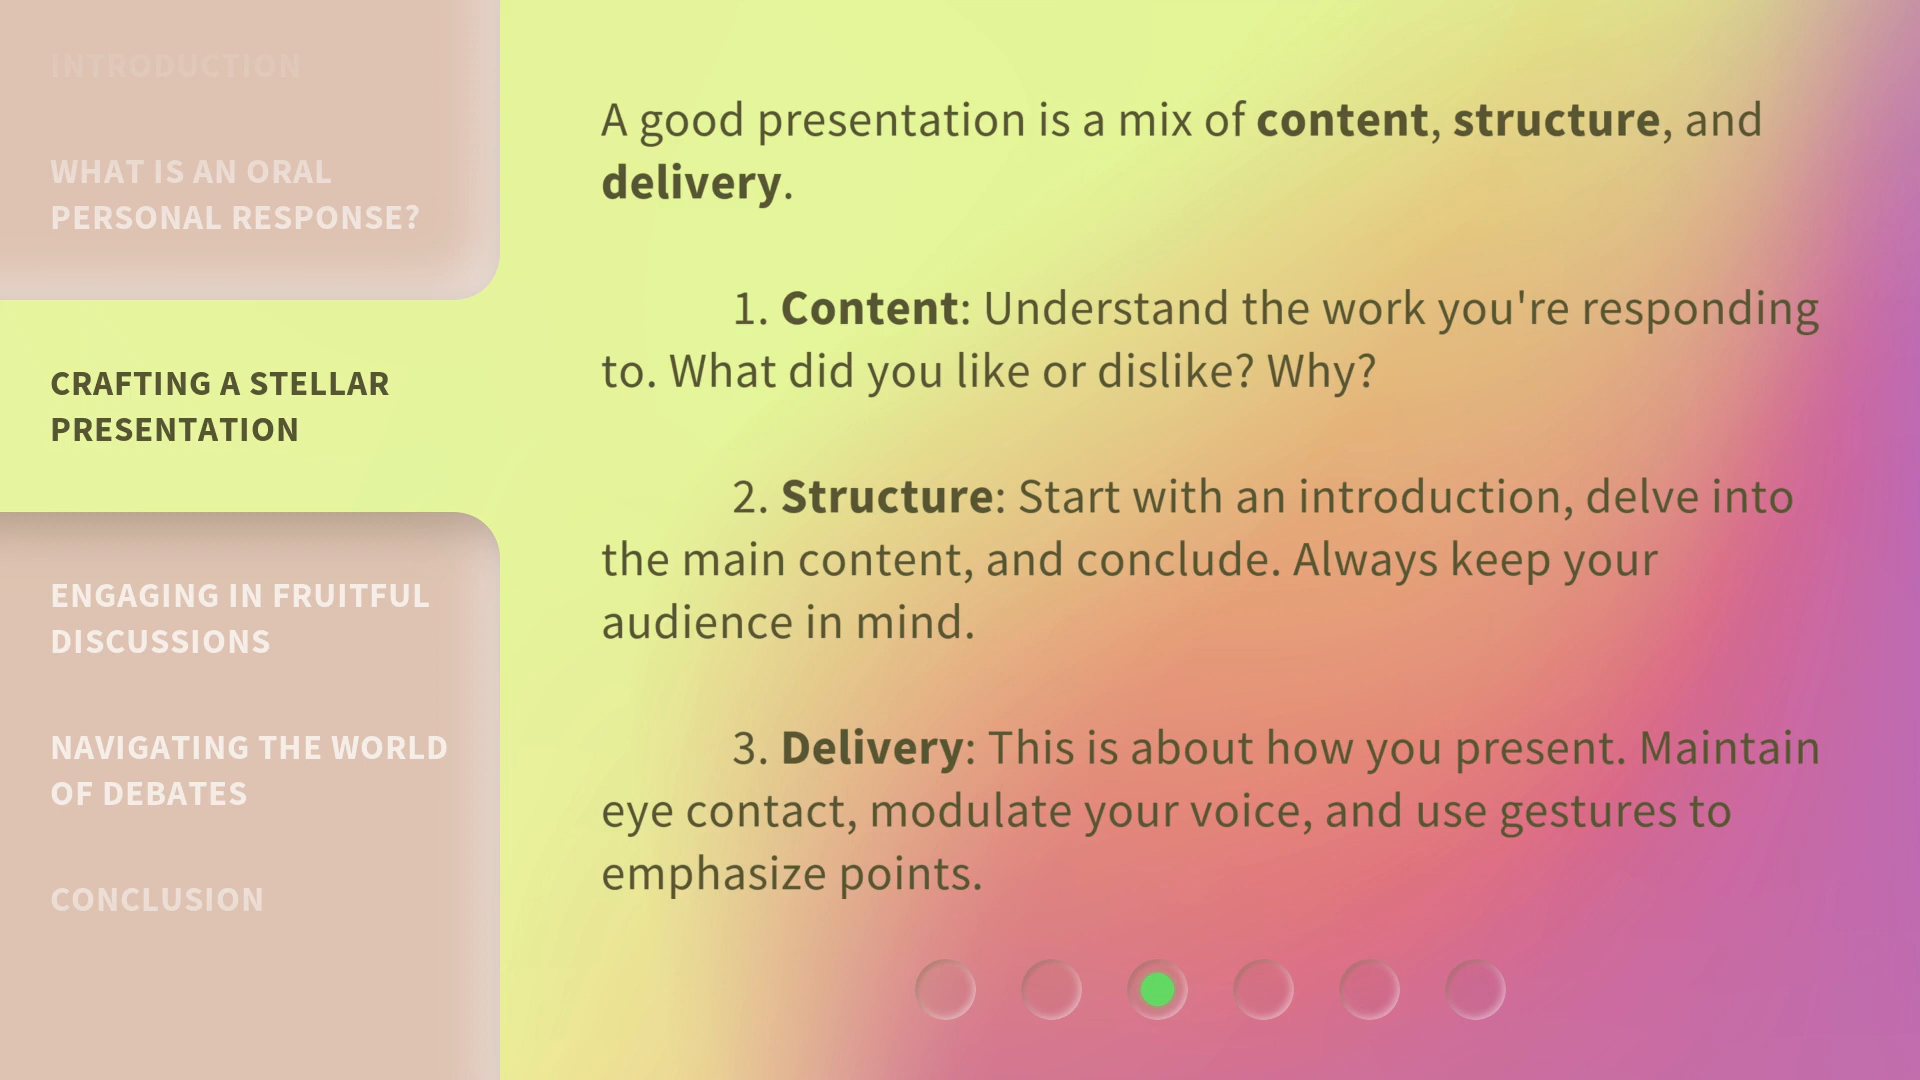 INTRODUCTION
WHAT IS AN ORAL
PERSONAL RESPONSE?
CRAFTING A STELLAR
PRESENTATION
ENGAGING IN FRUITFUL
DISCUSSIONS
NAVIGATING THE WORLD
OF DEBATES
CONCLUSION
A good presentation is a mix of content, structure, and
delivery.
1. Content: Understand the work you're responding
to. What did you like or dislike? Why?
2. Structure: Start with an introduction, delve into
the main content, and conclude. Always keep your
audience in mind.
3. Delivery: This is about how you present. Maintain
eye contact, modulate your voice, and use gestures to
emphasize points.